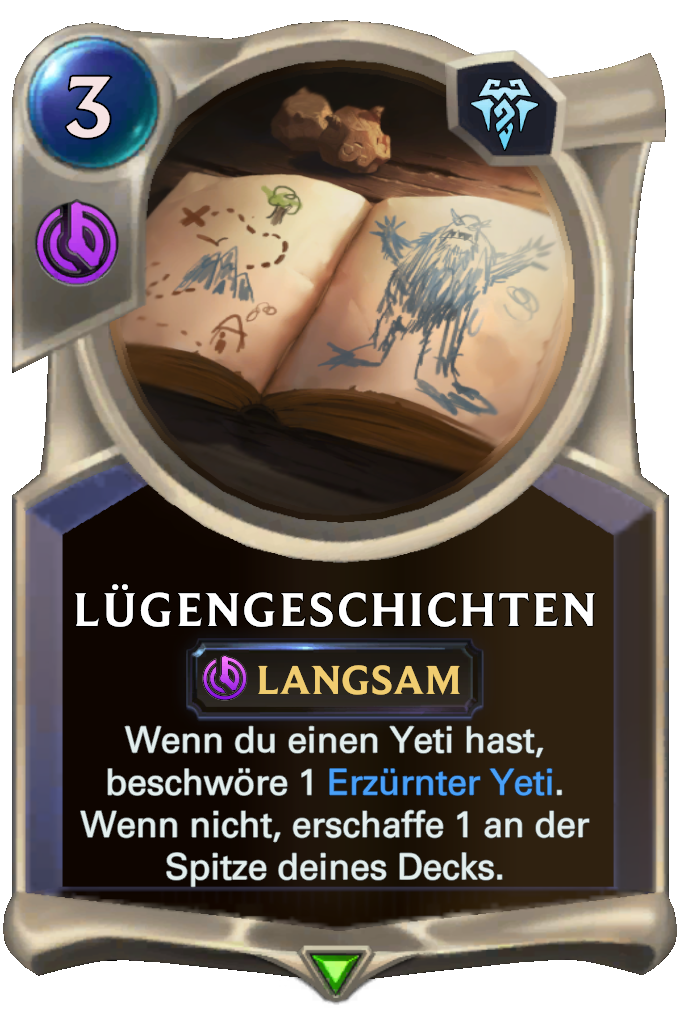 3
LÜGENGESCHICHTEN
LANGSAM
Wenn du einen Yeti hast,
beschwöre 1 Erzürnter Yeti.
Wenn nicht, erschaffe 1 an der
Spitze deines Decks.